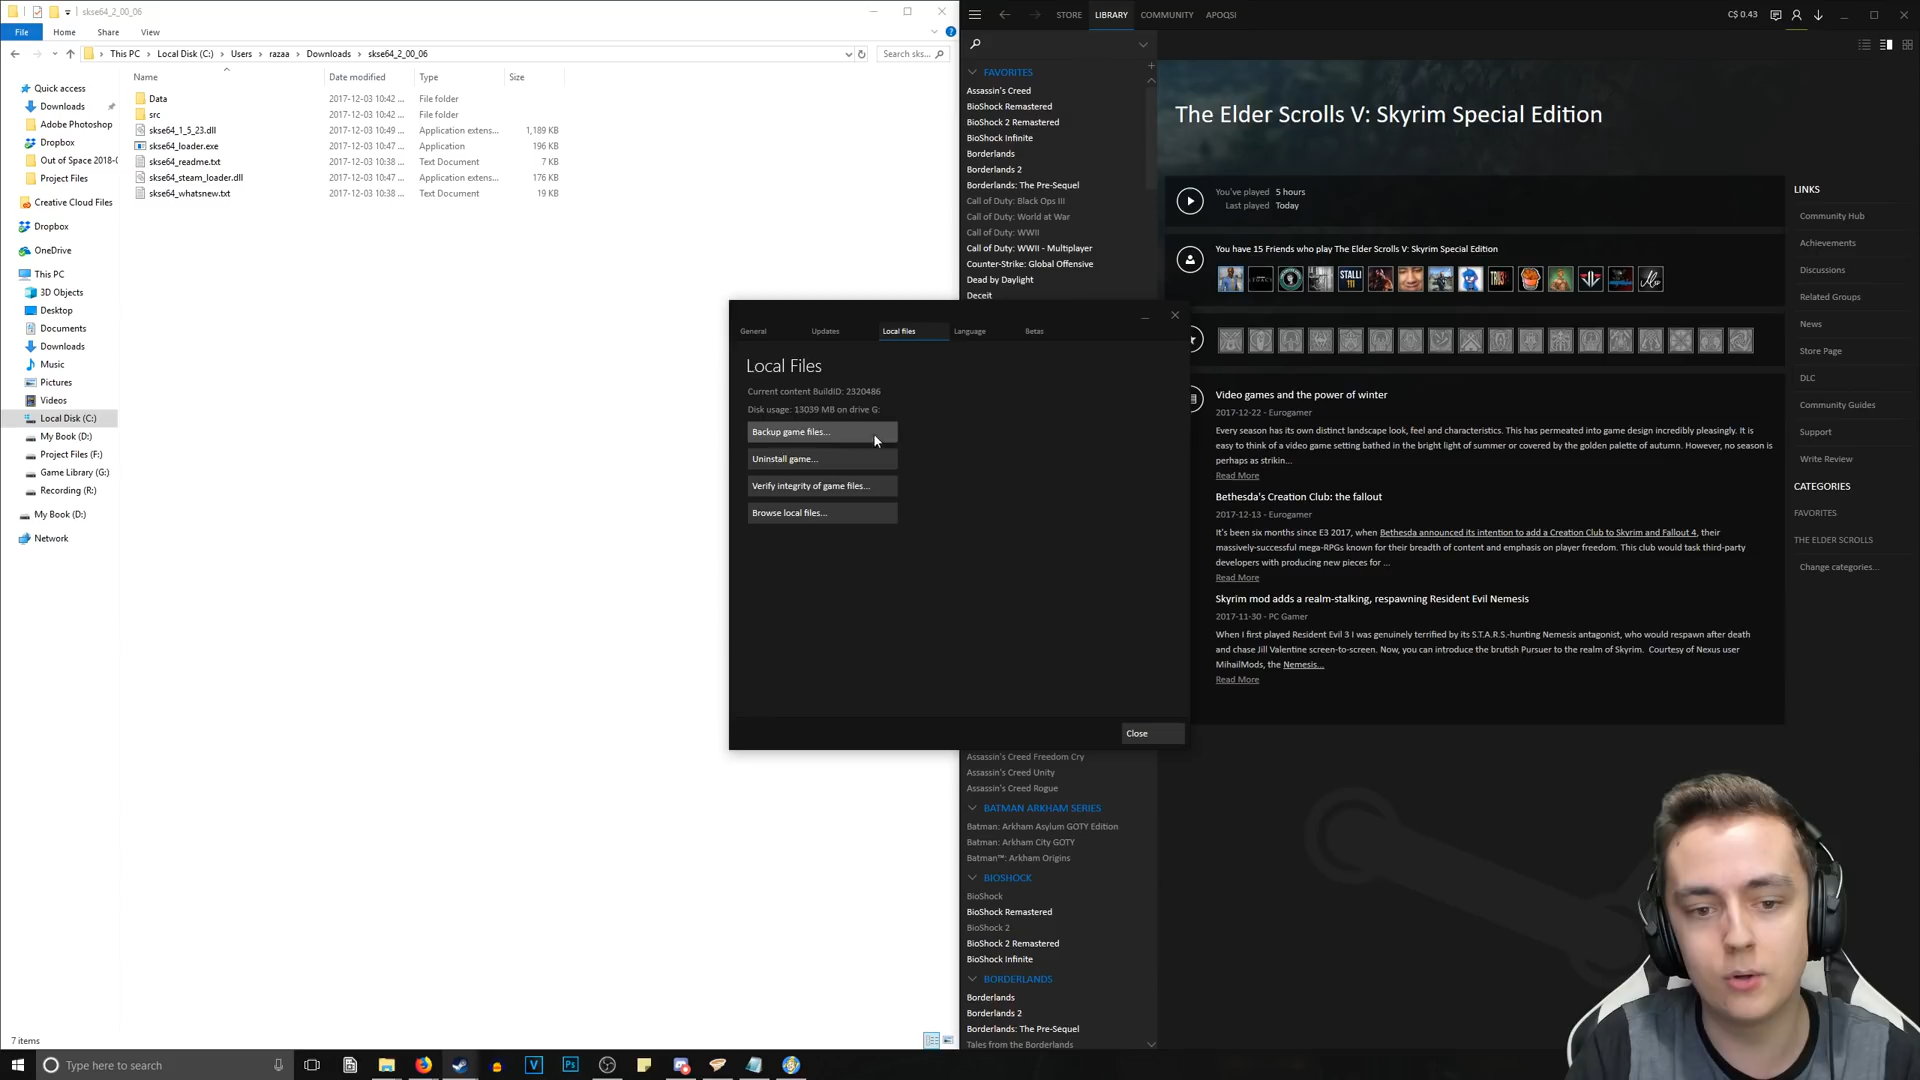 skse64_2_00_06
File Home Share View
This PC Local Disk (C:) Users razaa Downloads skse64_2_00_06
Search sks...
Name Date modified Type Size
Data 2017-12-03 10:42 ... File folder
src 2017-12-03 10:42 ... File folder
skse64_1_5_23.dll 2017-12-03 10:49 ... Application extens... 1,189 KB
skse64_loader.exe 2017-12-03 10:47 ... Application 196 KB
skse64_readme.txt 2017-12-03 10:38 ... Text Document 7 KB
skse64_steam_loader.dll 2017-12-03 10:47 ... Application extens... 176 KB
skse64_whatsnew.txt 2017-12-03 10:38 ... Text Document 19 KB
Quick access
Downloads
Adobe Photoshop
Dropbox
Out of Space 2018-0
Project Files
Creative Cloud Files
Dropbox
OneDrive
This PC
3D Objects
Desktop
Documents
Downloads
Music
Pictures
Videos
Local Disk (C:)
My Book (D:)
Project Files (F:)
Game Library (G:)
Recording (R:)
My Book (D:)
Network
7 items
STORE LIBRARY COMMUNITY APOQSI
C$ 0.43
FAVORITES
Assassin's Creed
BioShock Remastered
BioShock 2 Remastered
BioShock Infinite
Borderlands
Borderlands 2
Borderlands: The Pre-Sequel
Call of Duty: Black Ops III
Call of Duty: World at War
Call of Duty: WWII
Call of Duty: WWII - Multiplayer
Counter-Strike: Global Offensive
Dead by Daylight
Deceit
Assassin's Creed Freedom Cry
Assassin's Creed Unity
Assassin's Creed Rogue
BATMAN ARKHAM SERIES
Batman: Arkham Asylum GOTY Edition
Batman: Arkham City GOTY
Batman™: Arkham Origins
BIOSHOCK
BioShock
BioShock Remastered
BioShock 2
BioShock 2 Remastered
BioShock Infinite
BORDERLANDS
Borderlands
Borderlands 2
Borderlands: The Pre-Sequel
Tales from the Borderlands
General Updates Local files Language Betas
Local Files
Current content BuildID: 2320486
Disk usage: 13039 MB on drive G:
Backup game files...
Uninstall game...
Verify integrity of game files...
Browse local files...
Close
The Elder Scrolls V: Skyrim Special Edition
You've played 5 hours
Last played Today
You have 15 Friends who play The Elder Scrolls V: Skyrim Special Edition
STALLI
Video games and the power of winter
2017-12-22 - Eurogamer
Every season has its own distinct landscape look, feel and characteristics. This has permeated into game design incredibly pleasingly. It is
easy to think of a video game setting bathed in the bright light of summer or covered by the golden palette of autumn. However, no season is
perhaps as strikin...
Read More
Bethesda's Creation Club: the fallout
2017-12-13 - Eurogamer
It's been six months since E3 2017, when Bethesda announced its intention to add a Creation Club to Skyrim and Fallout 4, their
massively-successful mega-RPGs known for their breadth of content and emphasis on player freedom. This club would task third-party
developers with producing new pieces for ...
Read More
Skyrim mod adds a realm-stalking, respawning Resident Evil Nemesis
2017-11-30 - PC Gamer
When I first played Resident Evil 3 I was genuinely terrified by its S.T.A.R.S.-hunting Nemesis antagonist, who would respawn after death
and chase Jill Valentine screen-to-screen. Now, you can introduce the brutish Pursuer to the realm of Skyrim. Courtesy of Nexus user
MihailMods, the Nemesis...
Read More
LINKS
Community Hub
Achievements
Discussions
Related Groups
News
Store Page
DLC
Community Guides
Support
Write Review
CATEGORIES
FAVORITES
THE ELDER SCROLLS
Change categories...
Type here to search